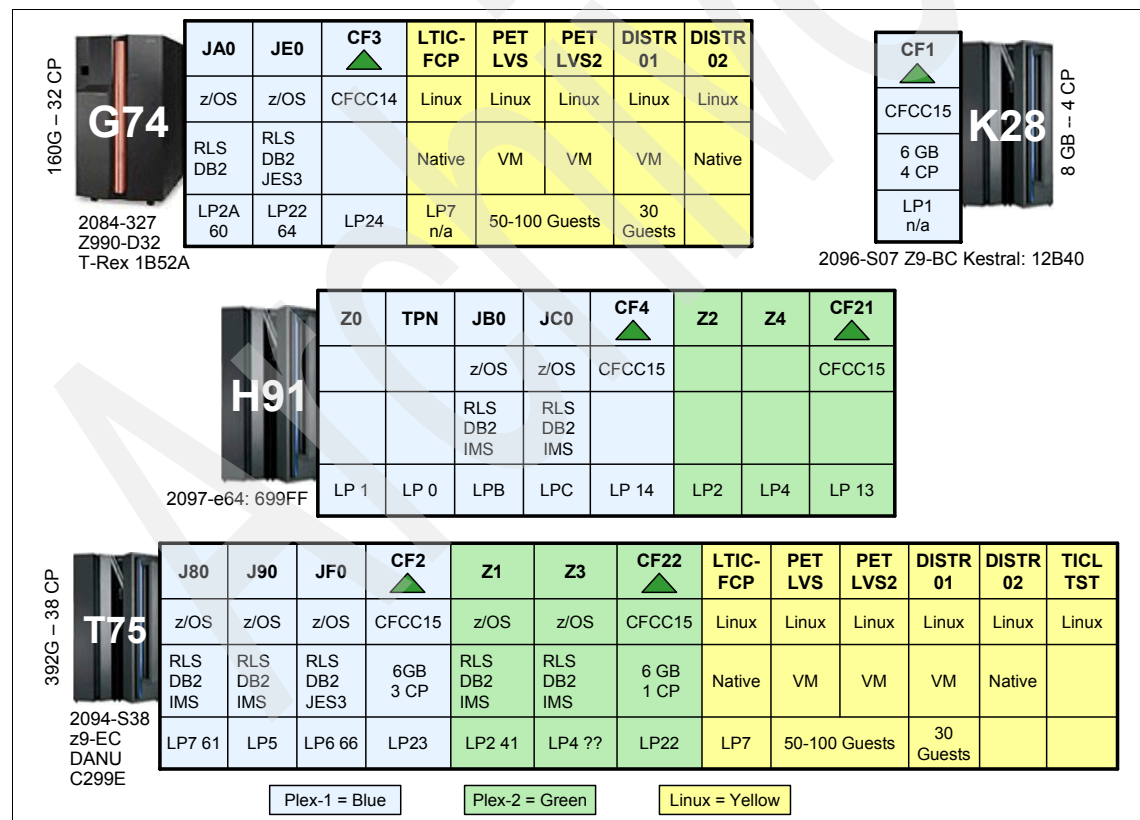 160G – 32 CP
G74
2084-327
Z990-D32
T-Rex 1B52A
JA0 JE0 CF3 LTIC-FCP PET LVS PET LVS2 DISTR 01 DISTR 02
z/OS z/OS CFCC14 Linux Linux Linux Linux Linux
RLS DB2 RLS DB2 JES3 Native VM VM VM Native
LP2A 60 LP22 64 LP24 LP7 n/a 50-100 Guests 30 Guests
CF1
CFCC15
6 GB
4 CP
LP1
n/a
K28
8 GB -- 4 CP
2096-S07 Z9-BC Kestral: 12B40
H91
2097-e64: 699FF
Z0 TPN JB0 JC0 CF4 Z2 Z4 CF21
z/OS z/OS CFCC15 CFCC15
RLS DB2 IMS RLS DB2 IMS
LP 1 LP 0 LPB LPC LP 14 LP2 LP4 LP 13
392G – 38 CP
T75
2094-S38
z9-EC
DANU
C299E
J80 J90 JF0 CF2 Z1 Z3 CF22 LTIC-FCP PET LVS PET LVS2 DISTR 01 DISTR 02 TICL TST
z/OS z/OS z/OS CFCC15 z/OS z/OS CFCC15 Linux Linux Linux Linux Linux Linux
RLS DB2 IMS RLS DB2 IMS RLS DB2 JES3 6GB 3 CP RLS DB2 IMS RLS DB2 IMS 6 GB 1 CP Native VM VM VM Native
LP7 61 LP5 LP6 66 LP23 LP2 41 LP4 ?? LP22 LP7 50-100 Guests 30 Guests
Plex-1 = Blue Plex-2 = Green Linux = Yellow